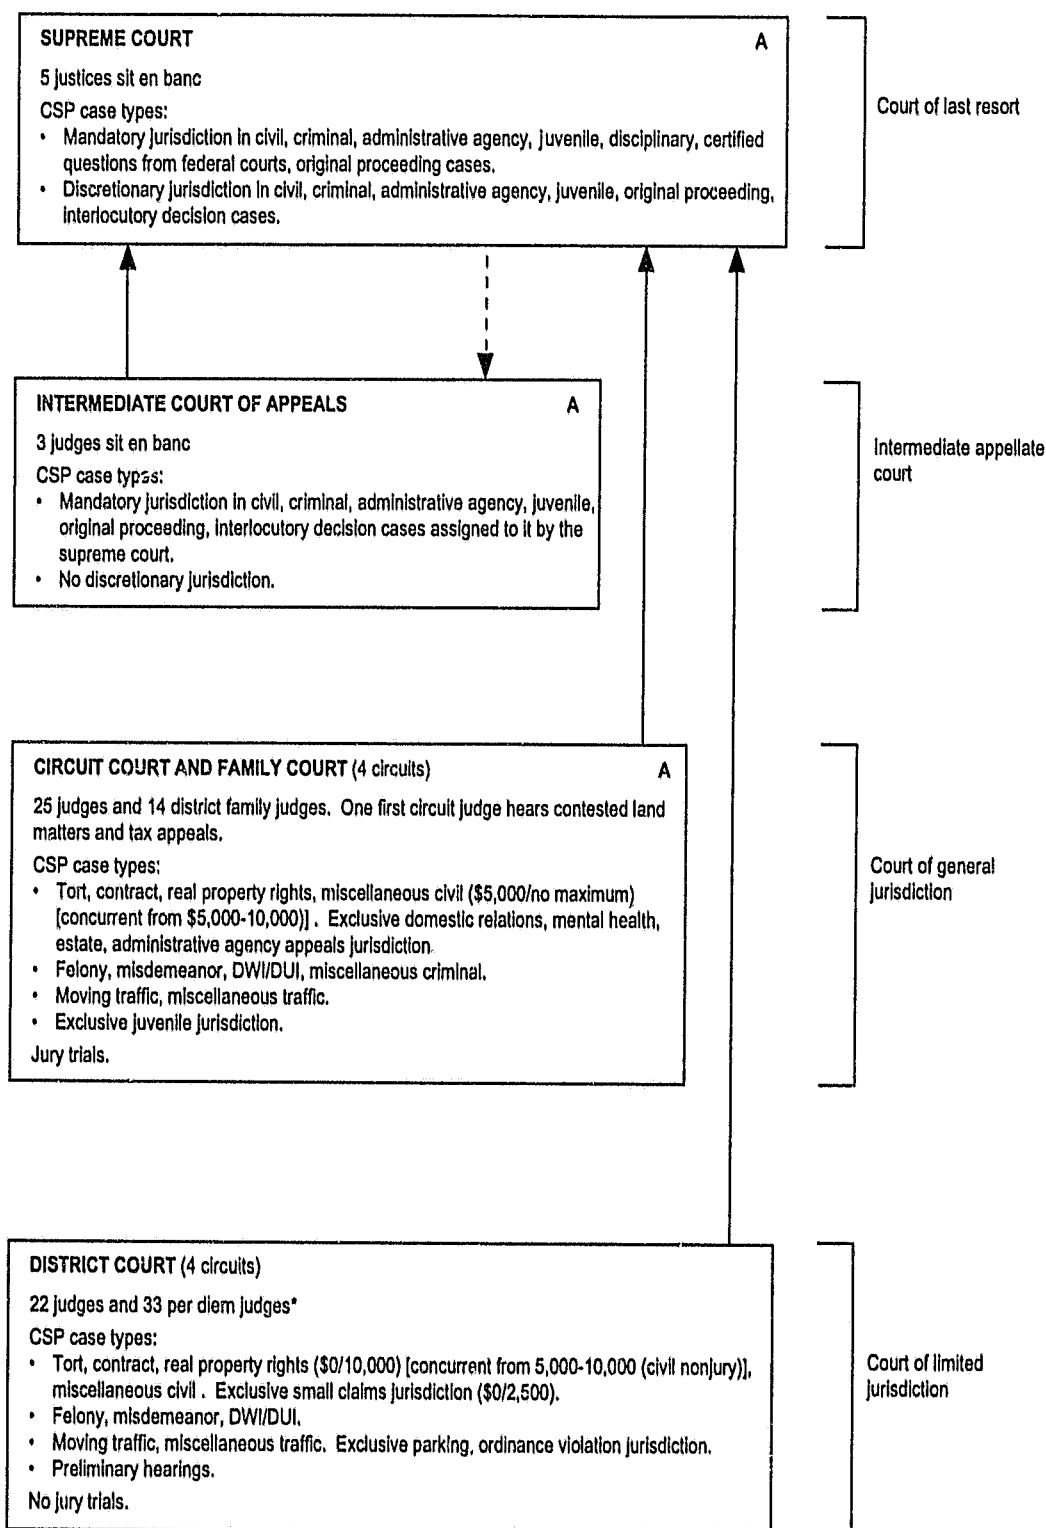 SUPREME COURT A
5 justices sit en banc
CSP case types:
• Mandatory jurisdiction in civil, criminal, administrative agency, juvenile, disciplinary, certified
questions from federal courts, original proceeding cases.
• Discretionary jurisdiction in civil, criminal, administrative agency, juvenile, original proceeding,
interlocutory decision cases.
Court of last resort
INTERMEDIATE COURT OF APPEALS A
3 judges sit en banc
CSP case types:
• Mandatory jurisdiction in civil, criminal, administrative agency, juvenile,
original proceeding, interlocutory decision cases assigned to it by the
supreme court.
• No discretionary jurisdiction.
Intermediate appellate
court
CIRCUIT COURT AND FAMILY COURT (4 circuits) A
25 judges and 14 district family judges. One first circuit judge hears contested land
matters and tax appeals.
CSP case types:
• Tort, contract, real property rights, miscellaneous civil ($5,000/no maximum)
[concurrent from $5,000-10,000)] . Exclusive domestic relations, mental health,
estate, administrative agency appeals jurisdiction.
• Felony, misdemeanor, DWI/DUI, miscellaneous criminal.
• Moving traffic, miscellaneous traffic.
• Exclusive juvenile jurisdiction.
Jury trials.
Court of general
jurisdiction
DISTRICT COURT (4 circuits)
22 judges and 33 per diem judges*
CSP case types:
• Tort, contract, real property rights ($0/10,000) [concurrent from 5,000-10,000 (civil nonjury)],
miscellaneous civil . Exclusive small claims jurisdiction ($0/2,500).
• Felony, misdemeanor, DWI/DUI.
• Moving traffic, miscellaneous traffic. Exclusive parking, ordinance violation jurisdiction.
• Preliminary hearings.
No jury trials.
Court of limited
jurisdiction